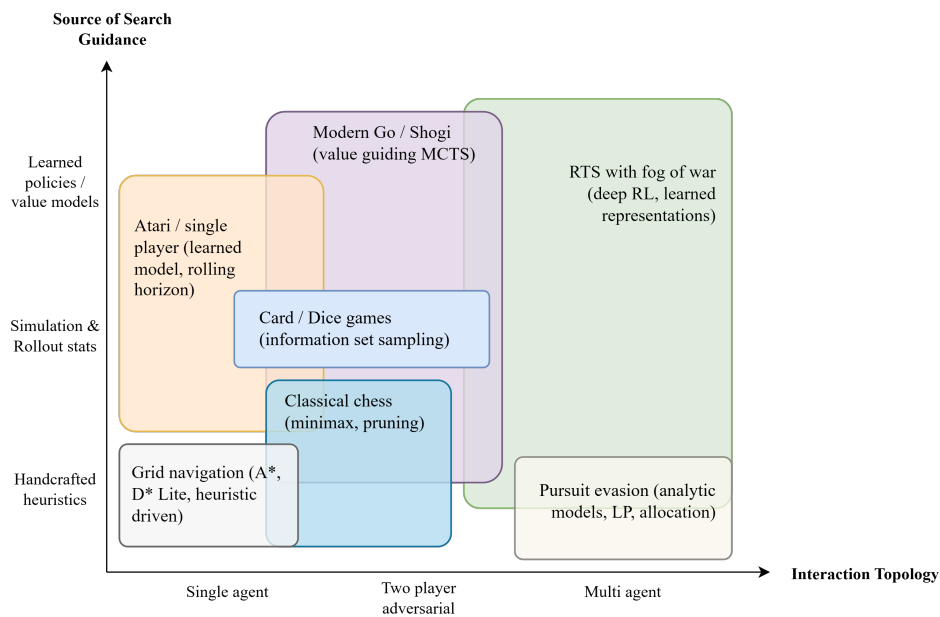 Source of Search
Guidance
Learned
policies /
value models
Simulation &
Rollout stats
Handcrafted
heuristics
Modern Go / Shogi
(value guiding MCTS)
RTS with fog of war
(deep RL, learned
representations)
Atari / single
player (learned
model, rolling
horizon)
Card / Dice games
(information set sampling)
Classical chess
(minimax, pruning)
Grid navigation (A*,
D* Lite, heuristic
driven)
Pursuit evasion (analytic
models, LP, allocation)
Single agent
Two player
adversarial
Multi agent
Interaction Topology